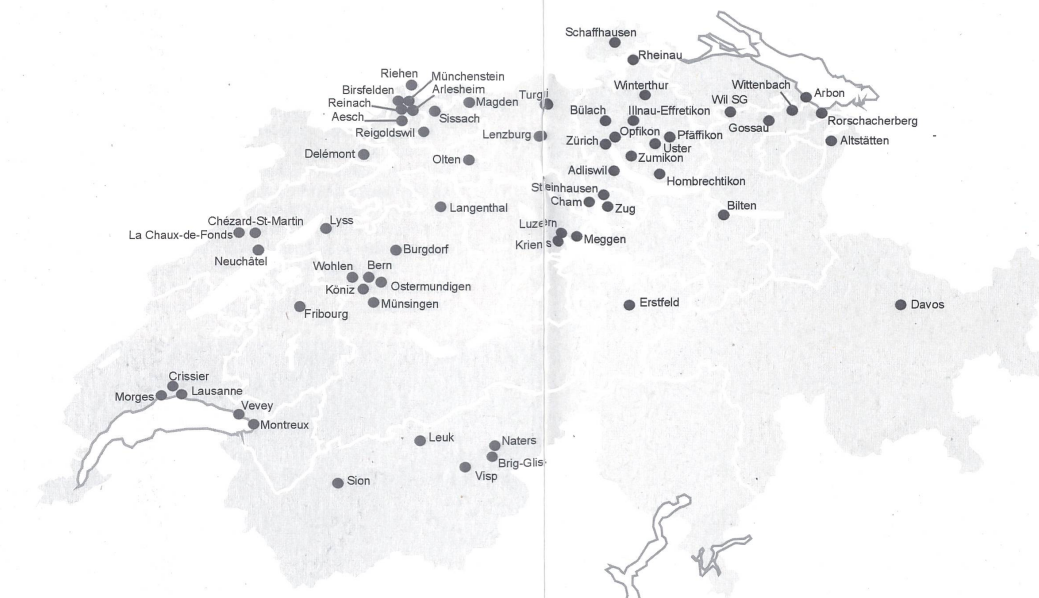 Schaffhausen
Rheinau
Riehen
Münchenstein
Birsfelden
Arlesheim
Reinach
Aesch
Magden
Sissach
Reigoldswil
Turgi
Winterthur
Wittenbach
Arbon
Wil SG
Bülach
Illnau-Effretikon
Gossau
Rorschacherberg
Lenzburg
Opfikon
Pfäffikon
Zürich
Uster
Altstätten
Delémont
Olten
Zumikon
Adliswil
Hombrechtikon
Steinhausen
Cham
Zug
Bilten
Langenthal
Chézard-St-Martin
Lyss
La Chaux-de-Fonds
Luzern
Kriens
Meggen
Neuchâtel
Burgdorf
Wohlen
Bern
Ostermundigen
Köniz
Münsingen
Fribourg
Erstfeld
Davos
Crissier
Morges
Lausanne
Vevey
Montreux
Leuk
Naters
Brig-Glis
Visp
Sion